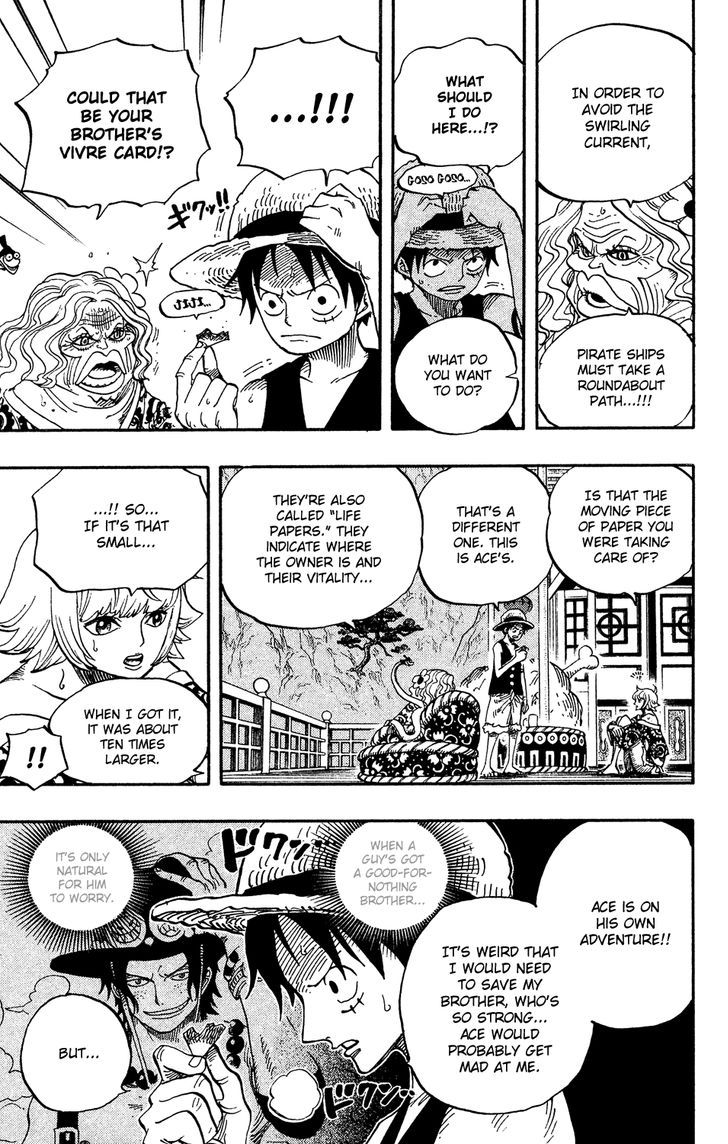 IN ORDER TO
AVOID THE
SWIRLING
CURRENT,
PIRATE SHIPS
MUST TAKE A
ROUNDABOUT
PATH...!!!
WHAT
SHOULD
I DO
HERE...!?
GOSO GOSO...
WHAT DO
YOU WANT
TO DO?
...!!!
ギクッ!!
JIJI...
COULD THAT
BE YOUR
BROTHER'S
VIVRE CARD!?
IS THAT THE
MOVING PIECE
OF PAPER YOU
WERE TAKING
CARE OF?
THAT'S A
DIFFERENT
ONE. THIS
IS ACE'S.
THEY'RE ALSO
CALLED "LIFE
PAPERS." THEY
INDICATE WHERE
THE OWNER IS AND
THEIR VITALITY...
...!! SO...
IF IT'S THAT
SMALL...
WHEN I GOT IT,
IT WAS ABOUT
TEN TIMES
LARGER.
!!
ACE IS ON
HIS OWN
ADVENTURE!!
IT'S WEIRD THAT
I WOULD NEED
TO SAVE MY
BROTHER, WHO'S
SO STRONG...
ACE WOULD
PROBABLY GET
MAD AT ME.
WHEN A
GUY'S GOT
A GOOD-FOR-
NOTHING
BROTHER...
ドクン
IT'S ONLY
NATURAL
FOR HIM
TO WORRY.
BUT...
ドクン